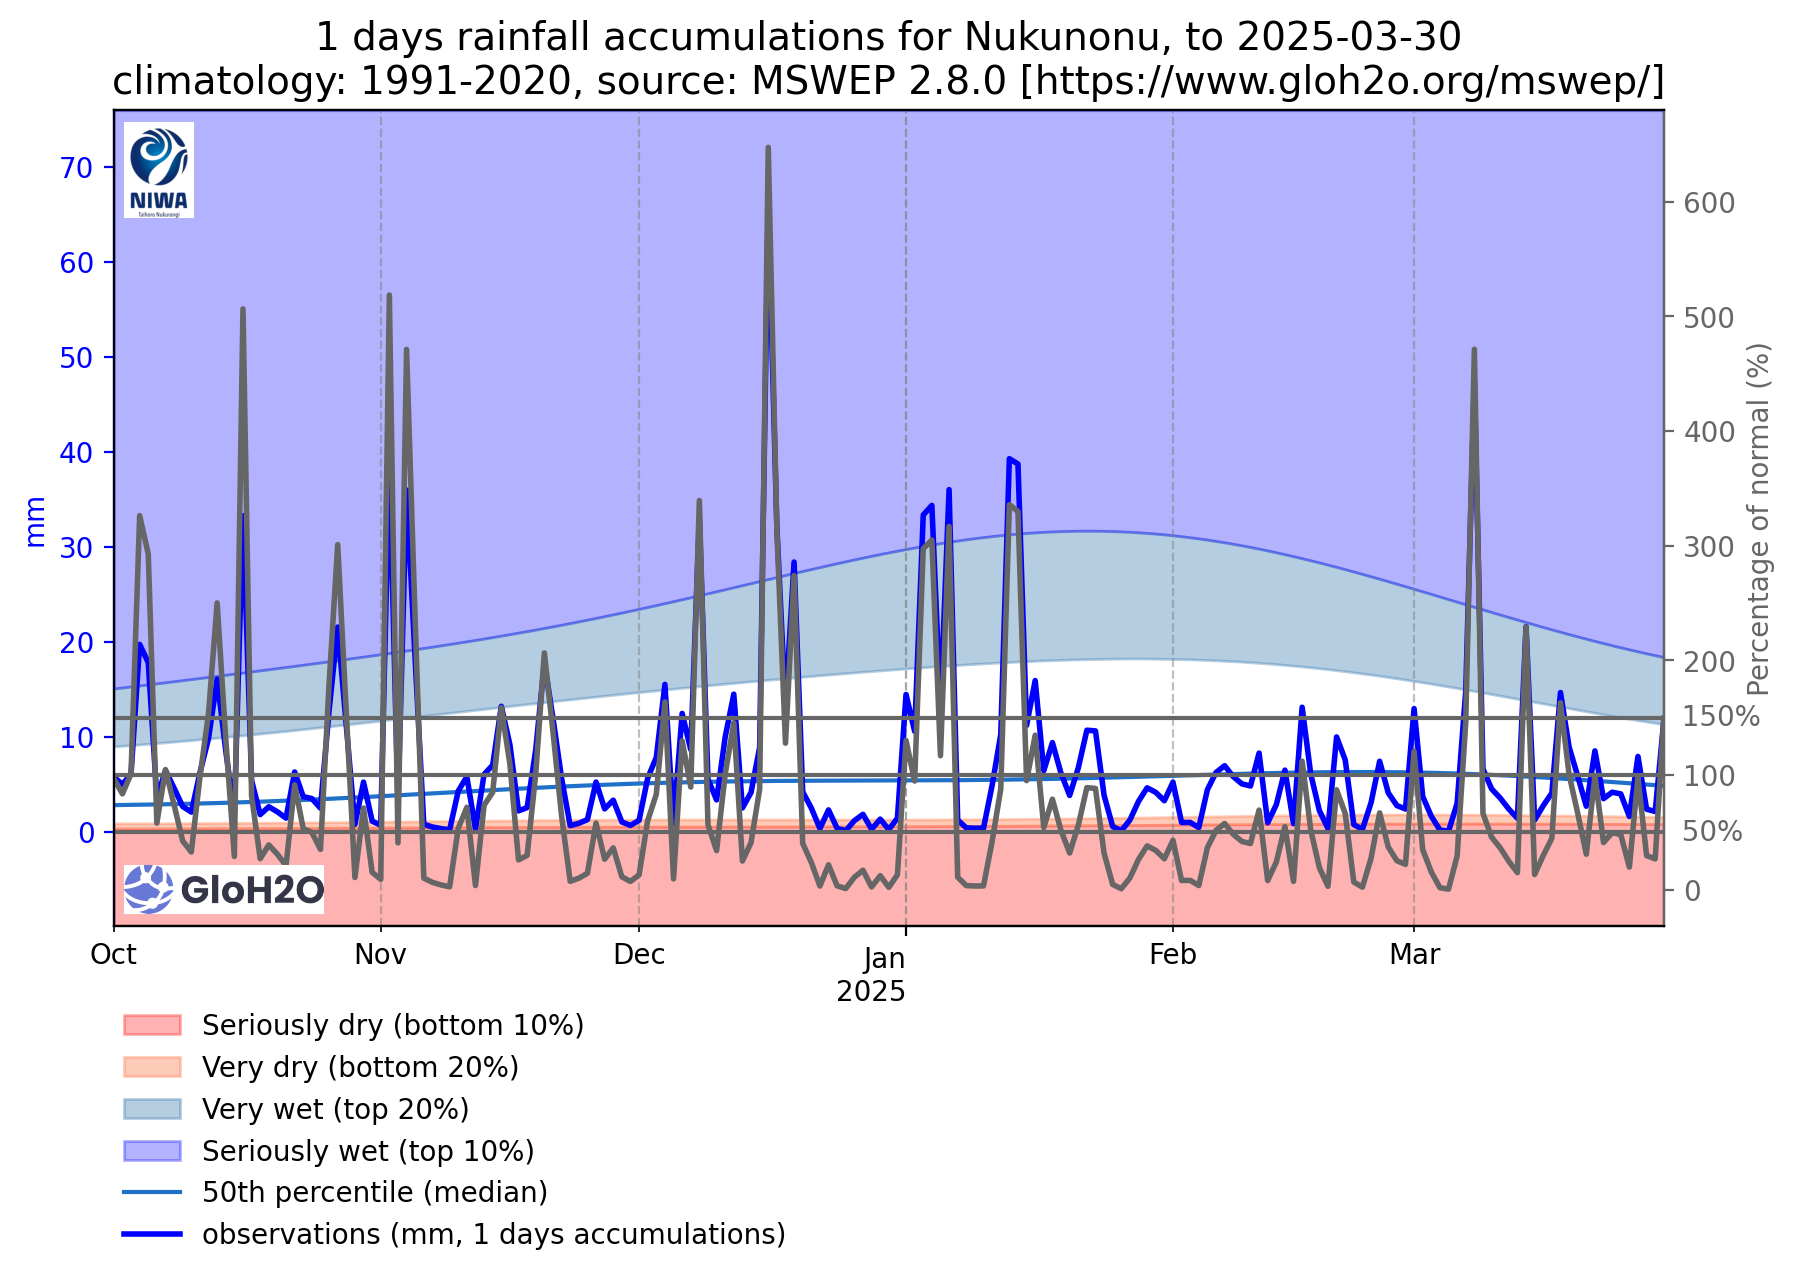 1 days rainfall accumulations for Nukunonu, to 2025-03-30
climatology: 1991-2020, source: MSWEP 2.8.0 [https://www.gloh2o.org/mswep/]
NIWA
Taihoro Nukurangi
70
60
50
40
30
20
10
0
mm
600
500
400
300
200
150%
100
50%
0
Percentage of normal (%)
GloH2O
Oct
Nov
Dec
Jan
2025
Feb
Mar
Seriously dry (bottom 10%)
Very dry (bottom 20%)
Very wet (top 20%)
Seriously wet (top 10%)
50th percentile (median)
observations (mm, 1 days accumulations)